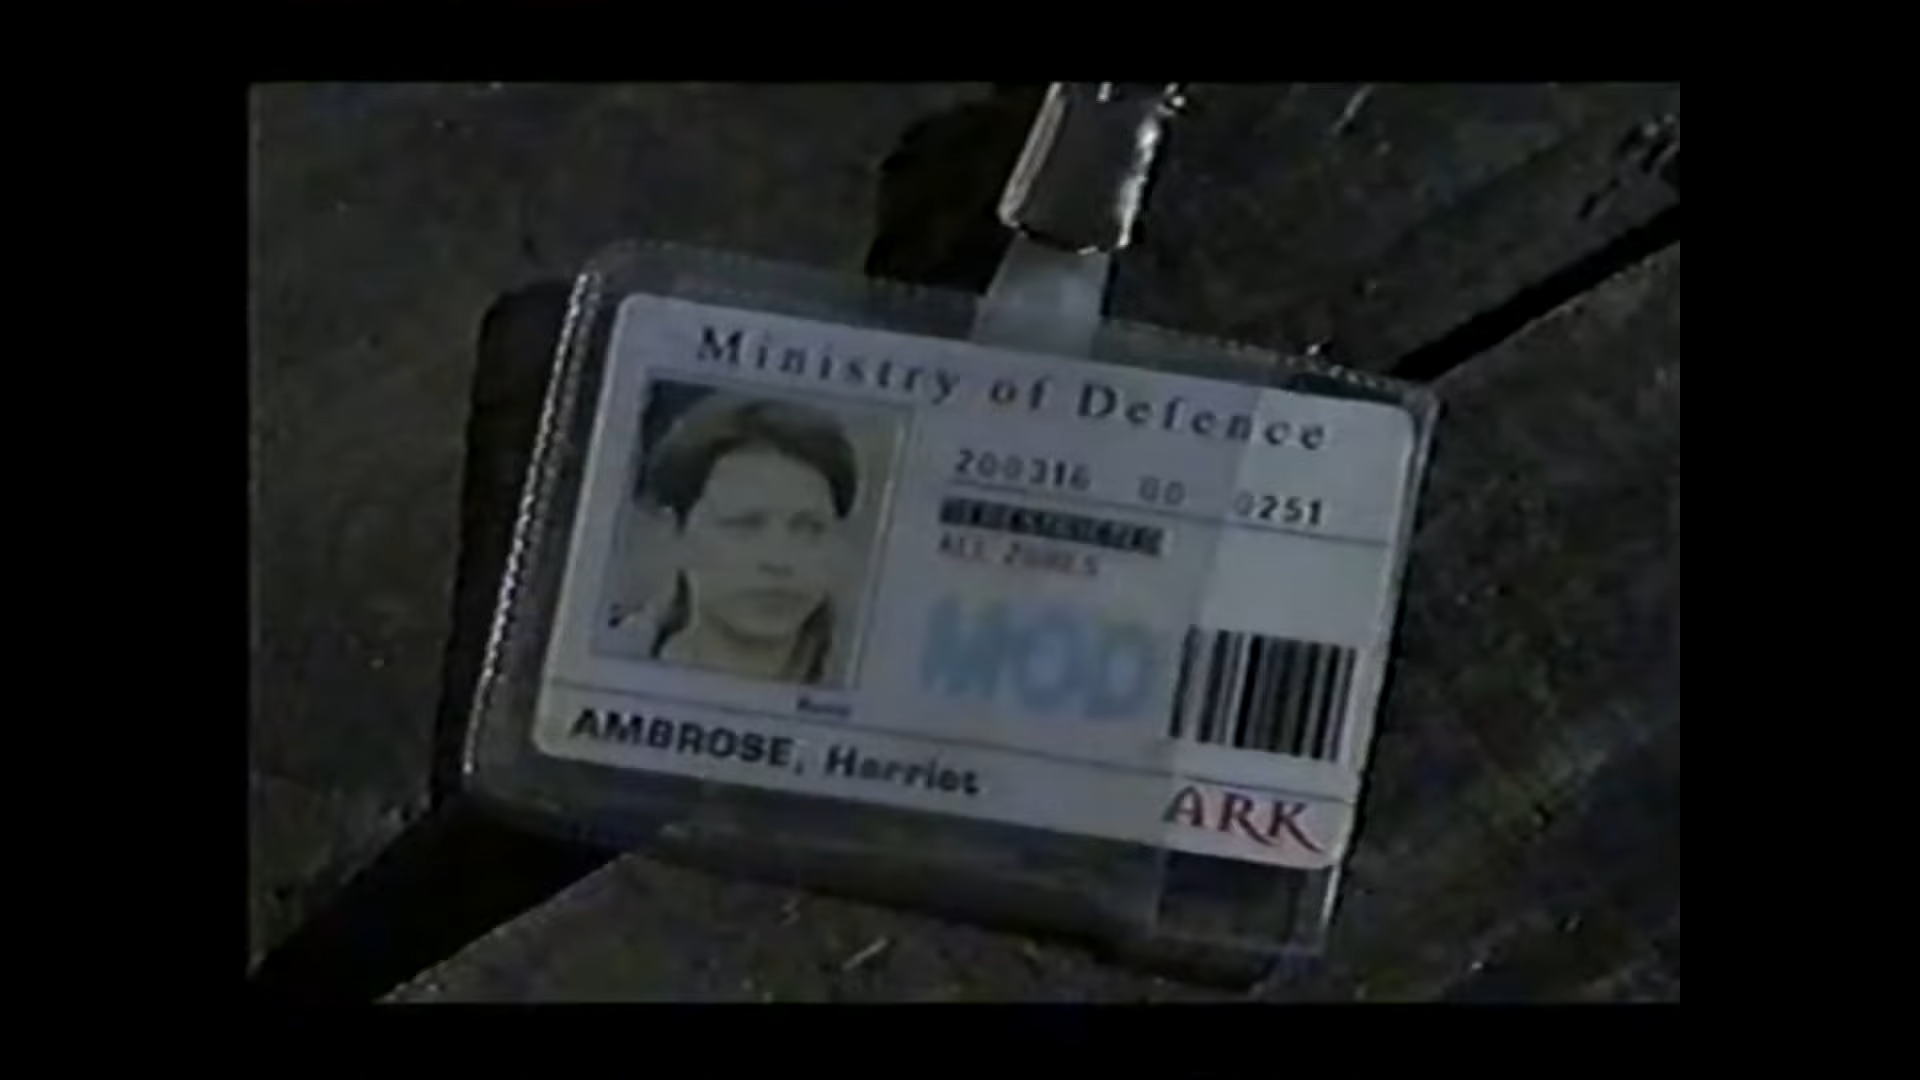 Ministry of Defence
200316 00 0251
ALL ZONES
MOD
AMBROSE, Harriet
ARK